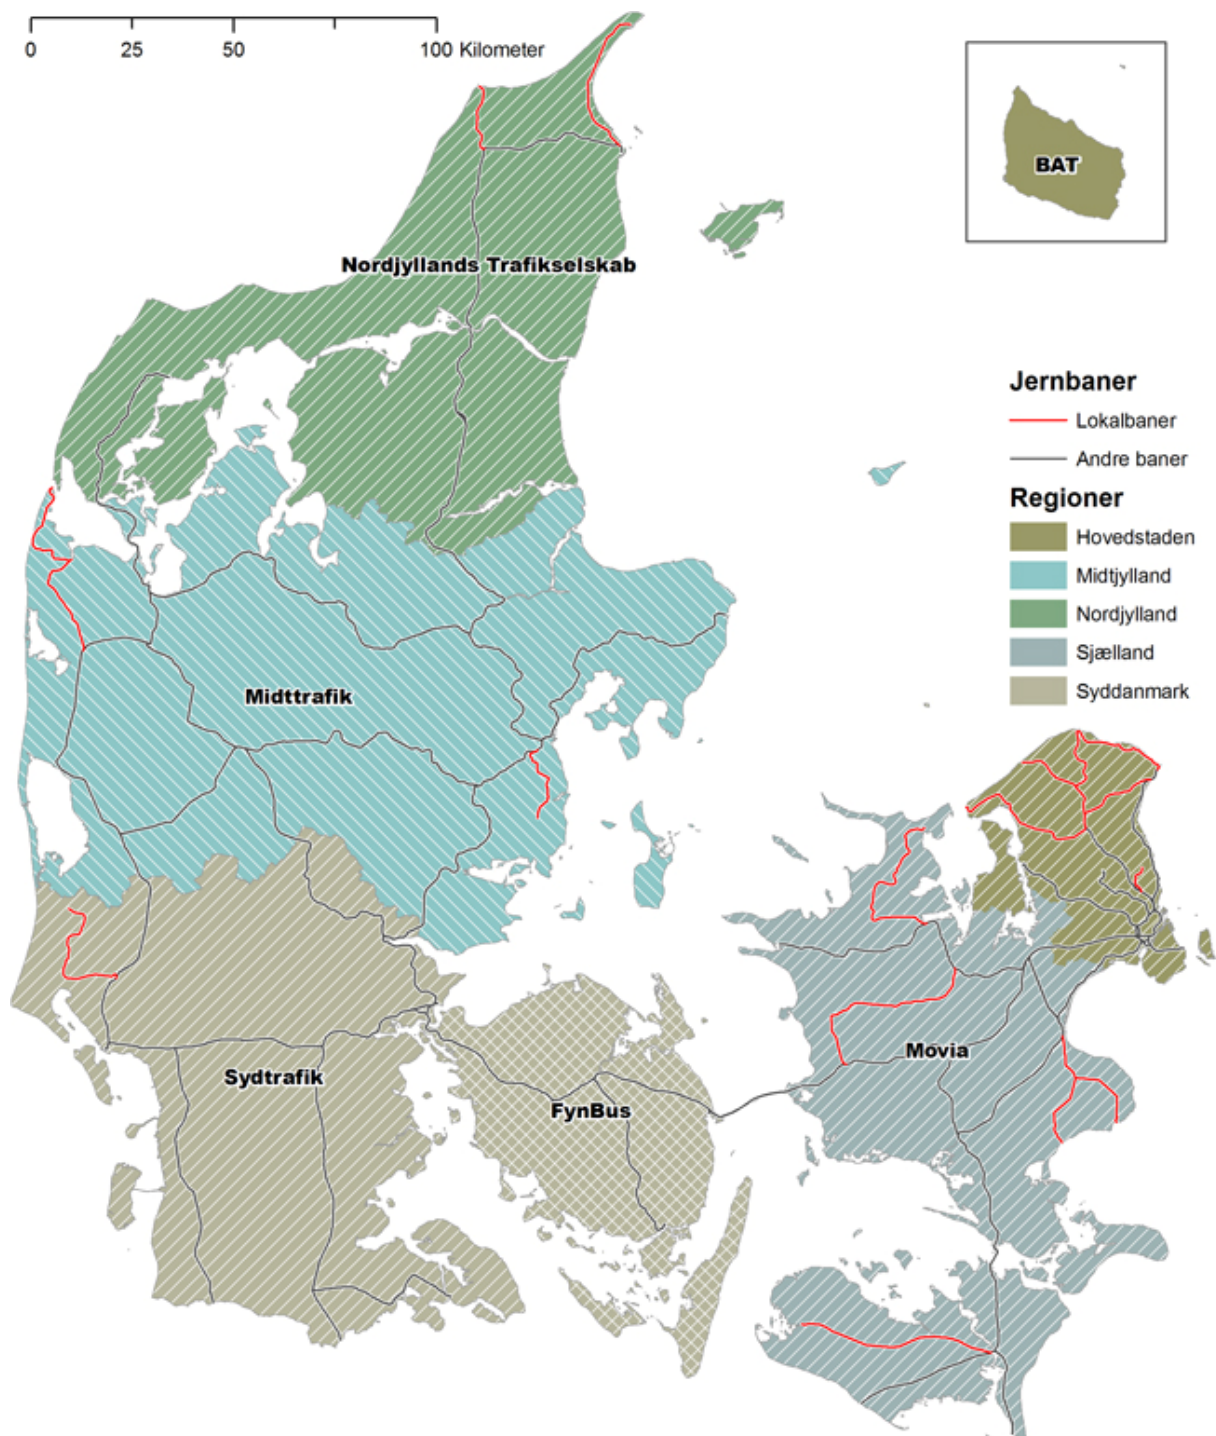 0 25 50 100 Kilometer
BAT
Nordjyllands Trafikselskab
Jernbaner
Lokalbaner
Andre baner
Regioner
Hovedstaden
Midtjylland
Nordjylland
Sjælland
Syddanmark
Midttrafik
Movia
Sydtrafik
FynBus